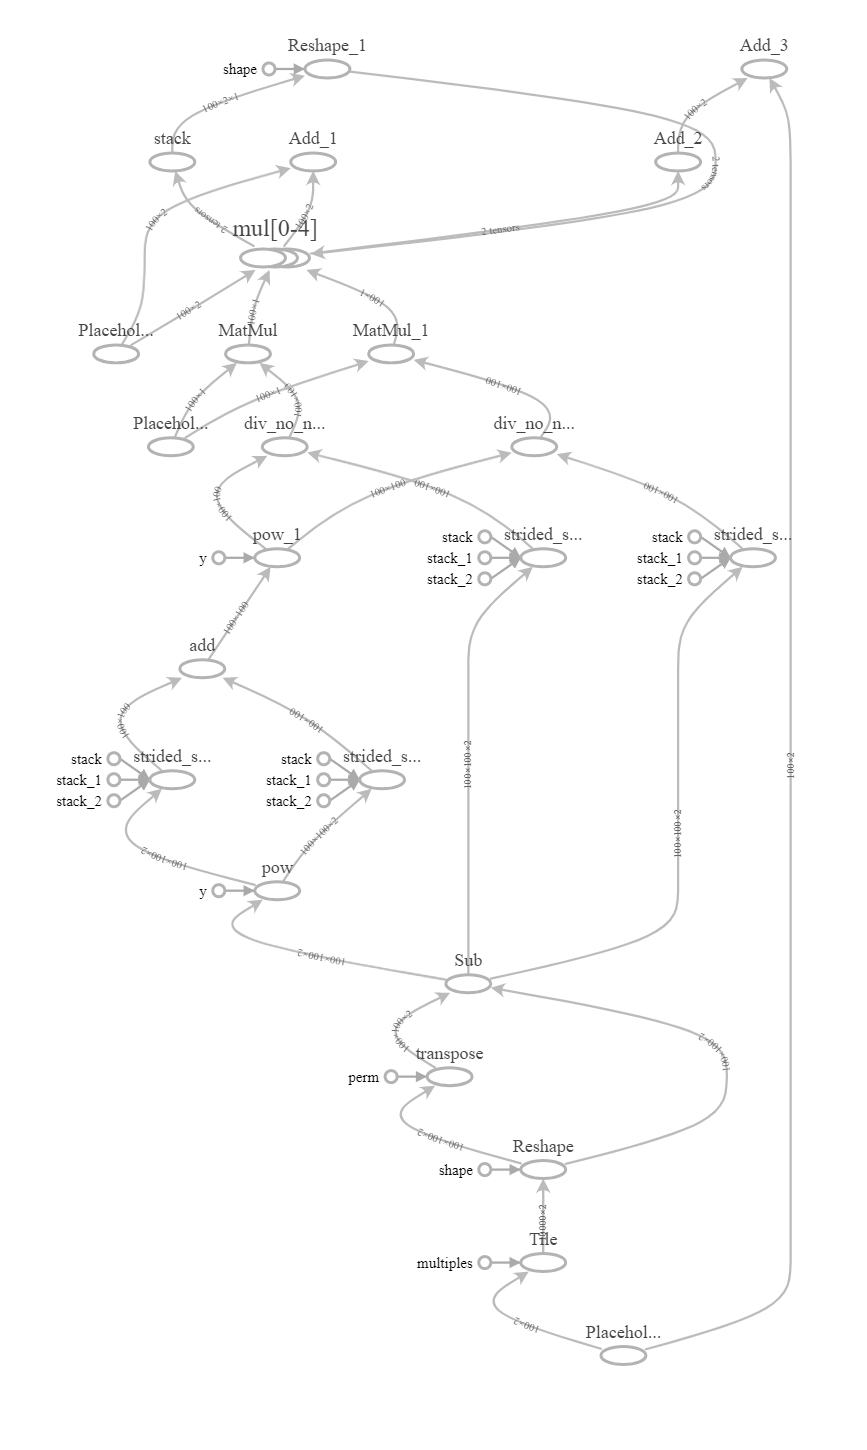 Reshape_1
Add_3
shape
100×2×1
100×2
stack
Add_1
Add_2
2 tensors
100×2
2 tensors
100×2
mul[0-4]
2 tensors
100×2
100×1
100×1
Placehol...
MatMul
MatMul_1
100×1
100×1
100×100
100×100
Placehol...
div_no_n...
div_no_n...
100×100
100×100
100×100
100×100
pow_1
y
stack
stack_1
stack_2
strided_s...
stack
stack_1
stack_2
strided_s...
100×100
add
100×100
100×100
stack
stack_1
stack_2
strided_s...
stack
stack_1
stack_2
strided_s...
100×100×2
100×2
100×100×2
100×100×2
100×100×2
pow
y
100×100×2
Sub
100×2
100×
100×100×2
transpose
perm
100×100×2
Reshape
shape
Tile
multiples
100×2
Placehol...